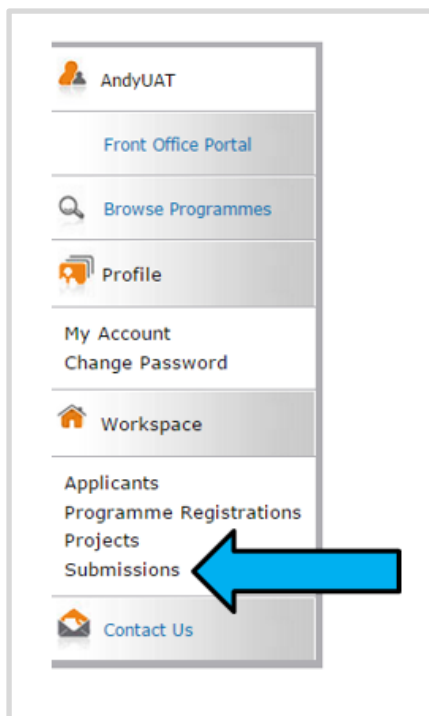 AndyUAT
Front Office Portal
Browse Programmes
Profile
My Account
Change Password
Workspace
Applicants
Programme Registrations
Projects
Submissions
Contact Us